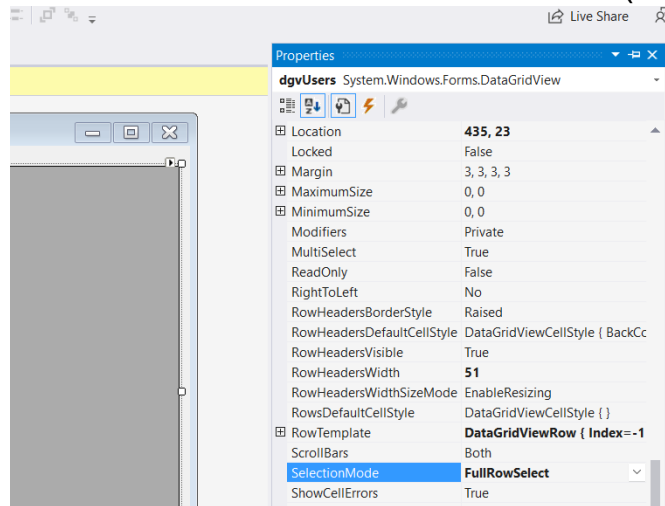 Live Share
Properties
dgvUsers System.Windows.Forms.DataGridView
Location 435, 23
Locked False
Margin 3, 3, 3, 3
MaximumSize 0, 0
MinimumSize 0, 0
Modifiers Private
MultiSelect True
ReadOnly False
RightToLeft No
RowHeadersBorderStyle Raised
RowHeadersDefaultCellStyle DataGridViewCellStyle { BackCo
RowHeadersVisible True
RowHeadersWidth 51
RowHeadersWidthSizeMode EnableResizing
RowsDefaultCellStyle DataGridViewCellStyle { }
RowTemplate DataGridViewRow { Index=-1
ScrollBars Both
SelectionMode FullRowSelect
ShowCellErrors True